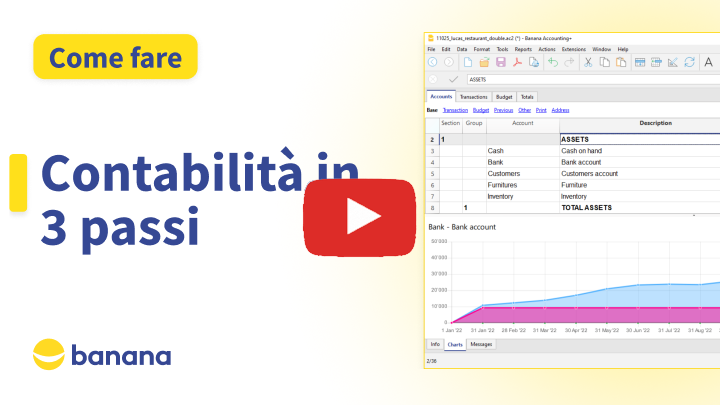 Come fare
Contabilità in
3 passi
banana
11025_lucas_restaurant_double.ac2 (*) - Banana Accounting+
File Edit Data Format Tools Reports Actions Extensions Window Help
ASSETS
Accounts Transactions Budget Totals
Base Transaction Budget Previous Other Print Address
Section Group Account Description
2 1 ASSETS
3 Cash Cash on hand
4 Bank Bank account
5 Customers Customers account
6 Furnitures Furniture
7 Inventory Inventory
8 1 TOTAL ASSETS
Bank - Bank account
50'000
40'000
30'000
20'000
10'000
0
1 Jan '22 31 Jan '22 28 Feb '22 31 Mar '22 30 Apr '22 31 May '22 30 Jun '22 31 Jul '22 31 Aug '22
Info Charts Messages
2/36